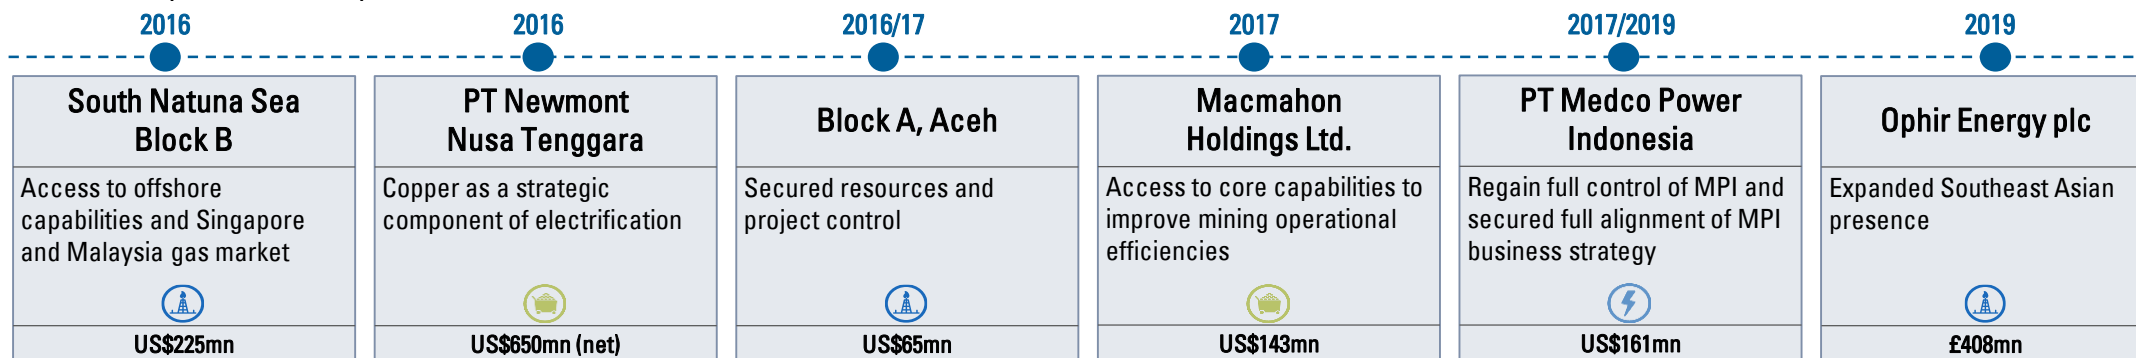 2016
South Natuna Sea
Block B
Access to offshore
capabilities and Singapore
and Malaysia gas market
US$225mn
2016
PT Newmont
Nusa Tenggara
Copper as a strategic
component of electrification
US$650mn (net)
2016/17
Block A, Aceh
Secured resources and
project control
US$65mn
2017
Macmahon
Holdings Ltd.
Access to core capabilities to
improve mining operational
efficiencies
US$143mn
2017/2019
PT Medco Power
Indonesia
Regain full control of MPI and
secured full alignment of MPI
business strategy
US$161mn
2019
Ophir Energy plc
Expanded Southeast Asian
presence
£408mn